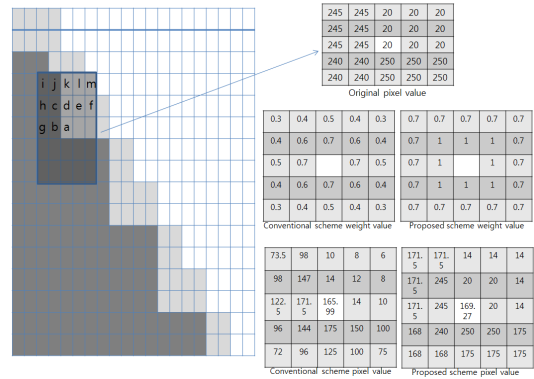 i j k l m
h c d e f
g b a
245 245 20 20 20
245 245 20 20 20
245 245 20 20 20
240 240 250 250 250
240 240 250 250 250
Original pixel value
0.3 0.4 0.5 0.4 0.3
0.4 0.6 0.7 0.6 0.4
0.5 0.7 0.7 0.5
0.4 0.6 0.7 0.6 0.4
0.3 0.4 0.5 0.4 0.3
Conventional scheme weight value
0.7 0.7 0.7 0.7 0.7
0.7 1 1 1 0.7
0.7 1 1 0.7
0.7 1 1 1 0.7
0.7 0.7 0.7 0.7 0.7
Proposed scheme weight value
73.5 98 10 8 6
98 147 14 12 8
122.5 171.5 165.99 14 10
96 144 175 150 100
72 96 125 100 75
Conventional scheme pixel value
171.5 171.5 14 14 14
171.5 245 20 20 14
171.5 245 169.27 20 14
168 240 250 250 175
168 168 175 175 175
Proposed scheme pixel value